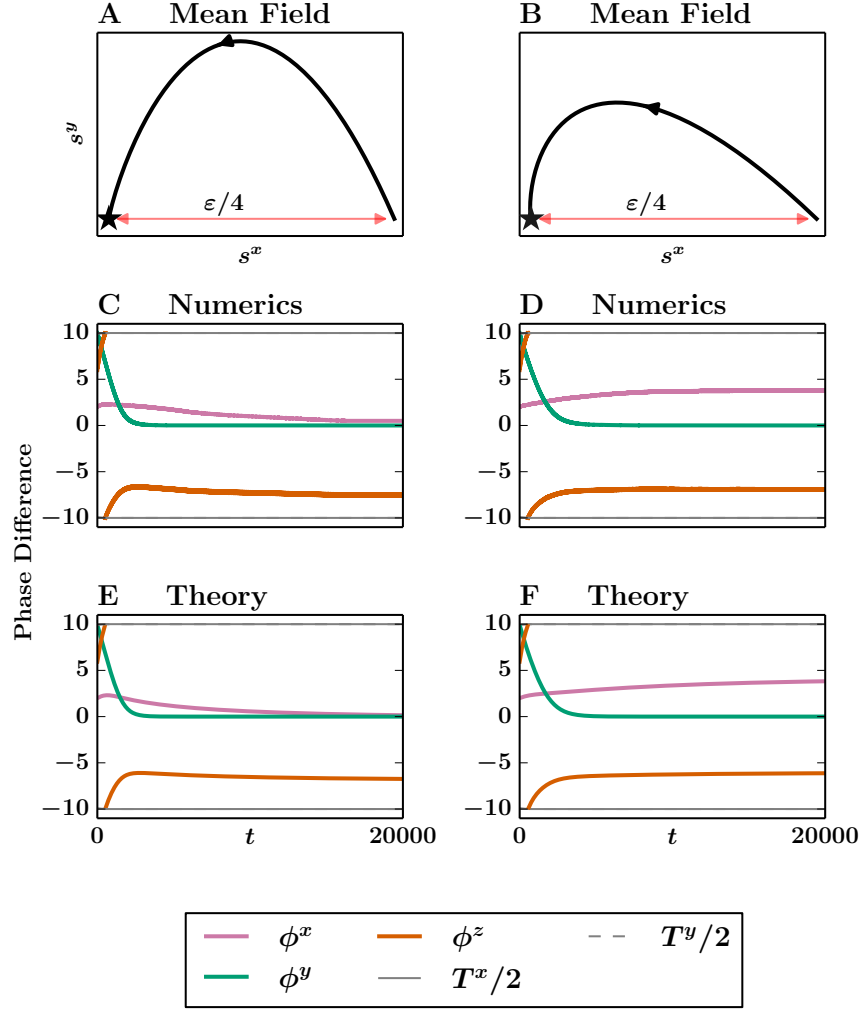 A Mean Field
B Mean Field
s^y
ε/4
ε/4
s^x
s^x
C Numerics
D Numerics
10
5
0
−5
−10
10
5
0
−5
−10
Phase Difference
E Theory
F Theory
10
5
0
−5
−10
10
5
0
−5
−10
0 t 20000
0 t 20000
ϕ^x ϕ^z T^y/2
ϕ^y T^x/2